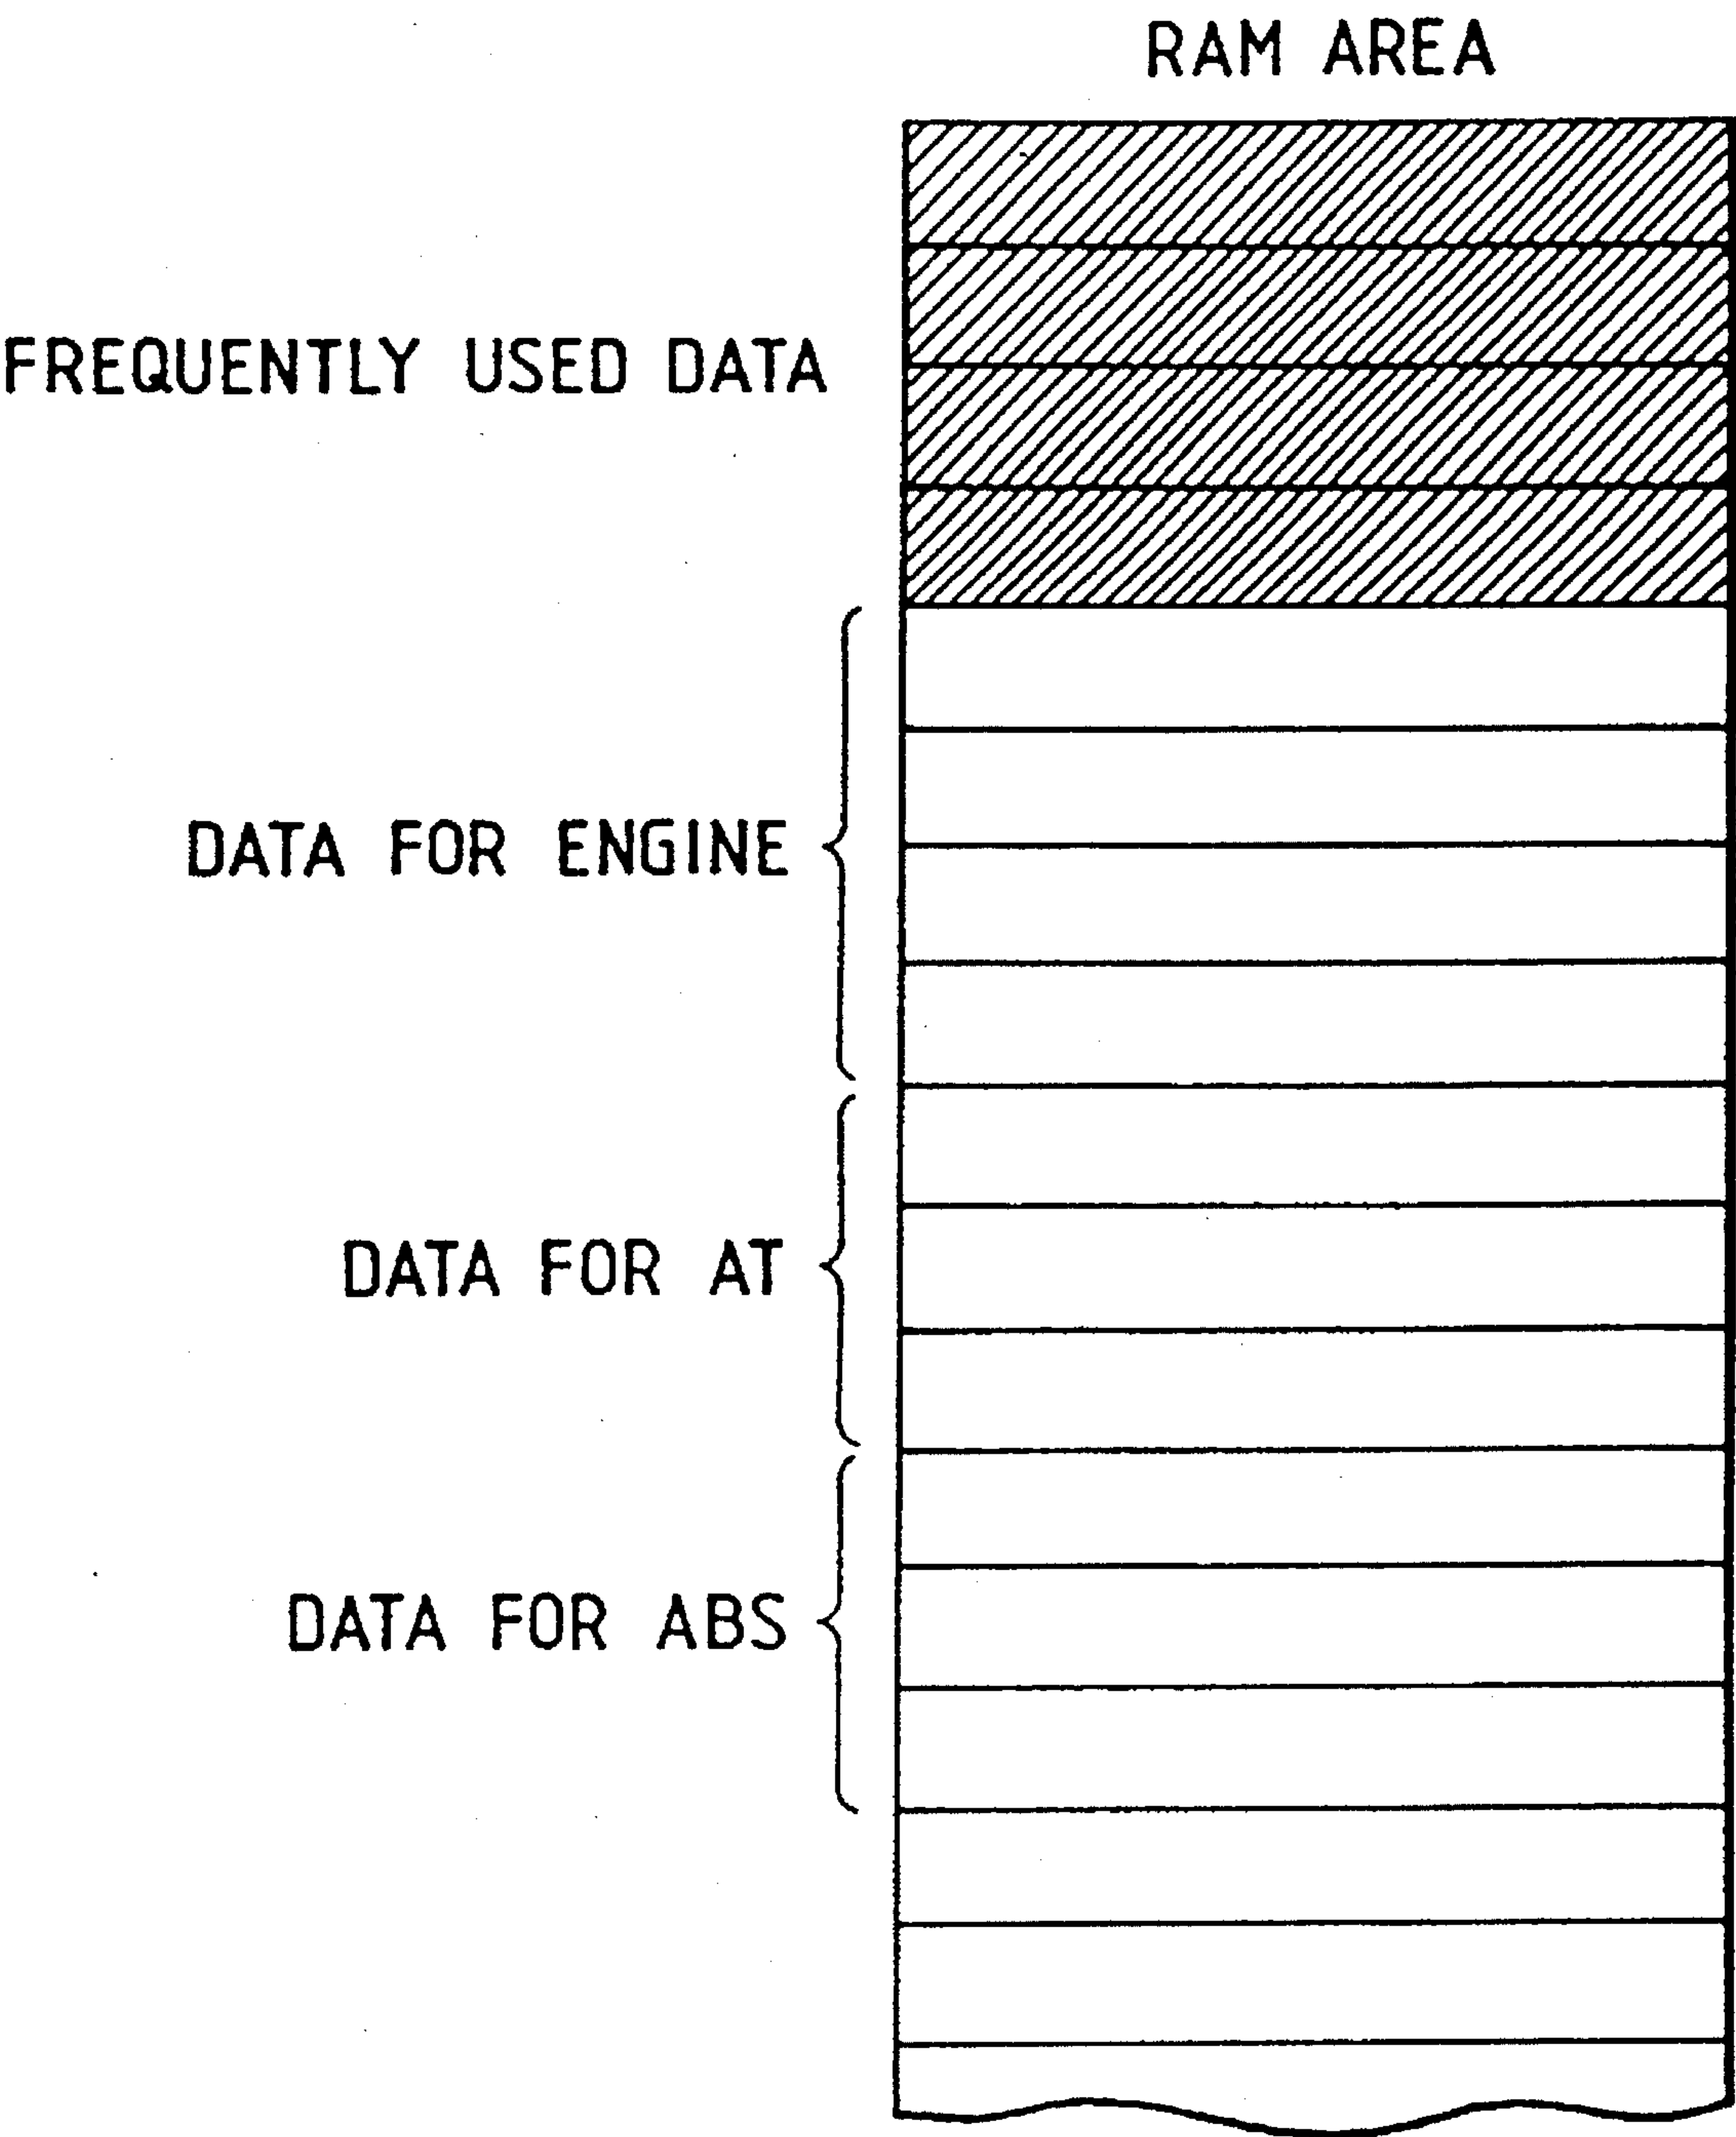 RAM AREA
FREQUENTLY USED DATA
DATA FOR ENGINE
DATA FOR AT
DATA FOR ABS